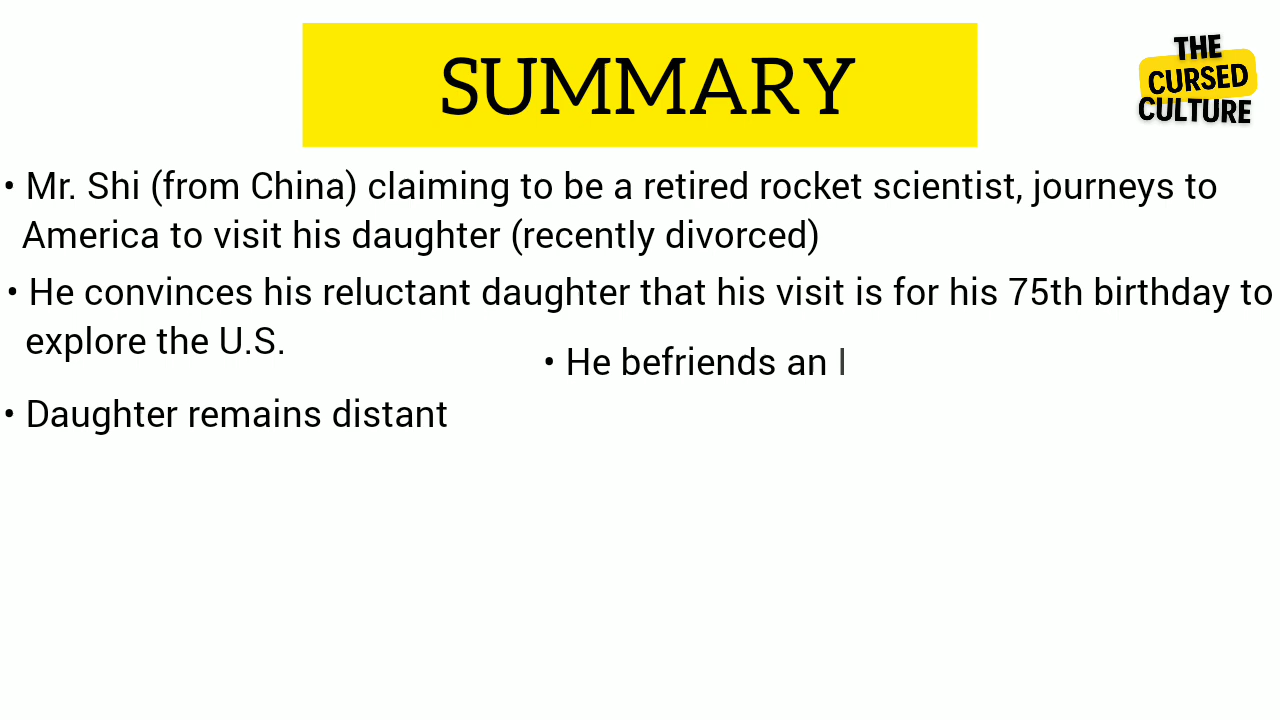 SUMMARY
THE
CURSED
CULTURE
• Mr. Shi (from China) claiming to be a retired rocket scientist, journeys to
America to visit his daughter (recently divorced)
• He convinces his reluctant daughter that his visit is for his 75th birthday to
explore the U.S.
• He befriends an I
• Daughter remains distant